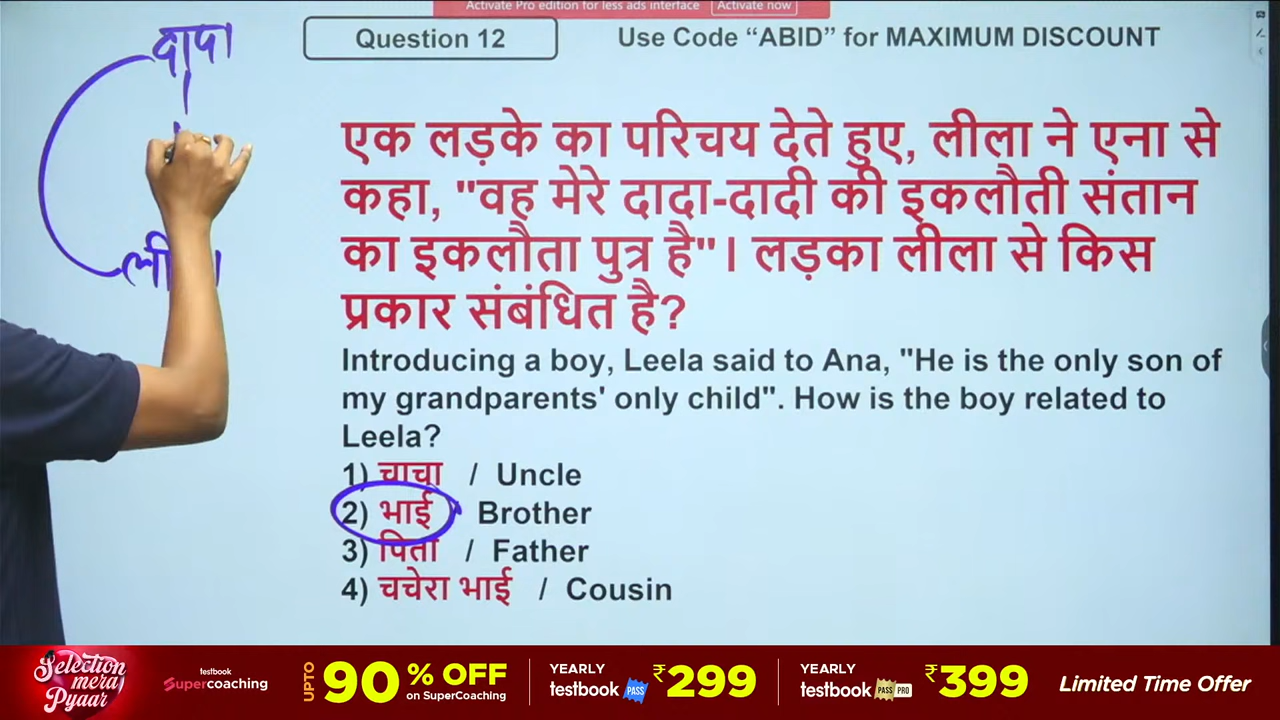 Activate Pro edition for less ads interface Activate now
दादा
Question 12
Use Code “ABID” for MAXIMUM DISCOUNT
एक लड़के का परिचय देते हुए, लीला ने एना से
कहा, "वह मेरे दादा-दादी की इकलौती संतान
का इकलौता पुत्र है"। लड़का लीला से किस
प्रकार संबंधित है?
Introducing a boy, Leela said to Ana, "He is the only son of
my grandparents' only child". How is the boy related to
Leela?
1) चाचा / Uncle
2) भाई Brother
3) पिता / Father
4) चचेरा भाई / Cousin
Selection
mera
Pyaar
testbook
Supercoaching
UPTO 90% OFF
on SuperCoaching
YEARLY
testbook PASS
₹299
YEARLY
testbook PASS PRO
₹399
Limited Time Offer